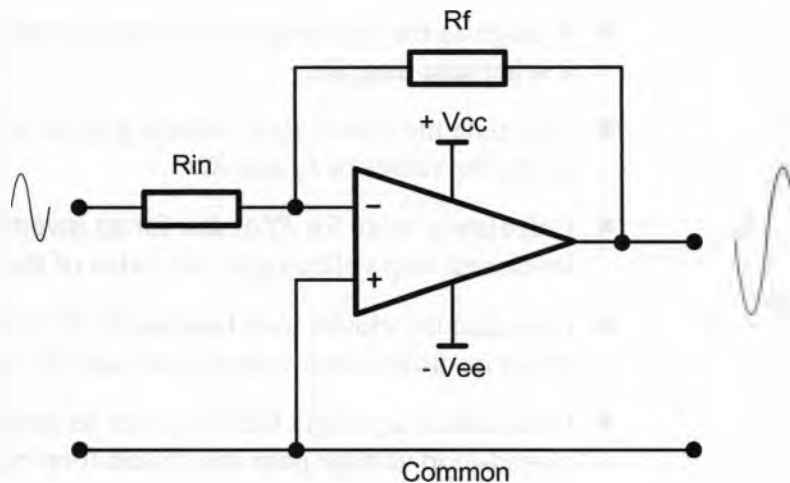 Rf
+ Vcc
Rin
−
+
- Vee
Common